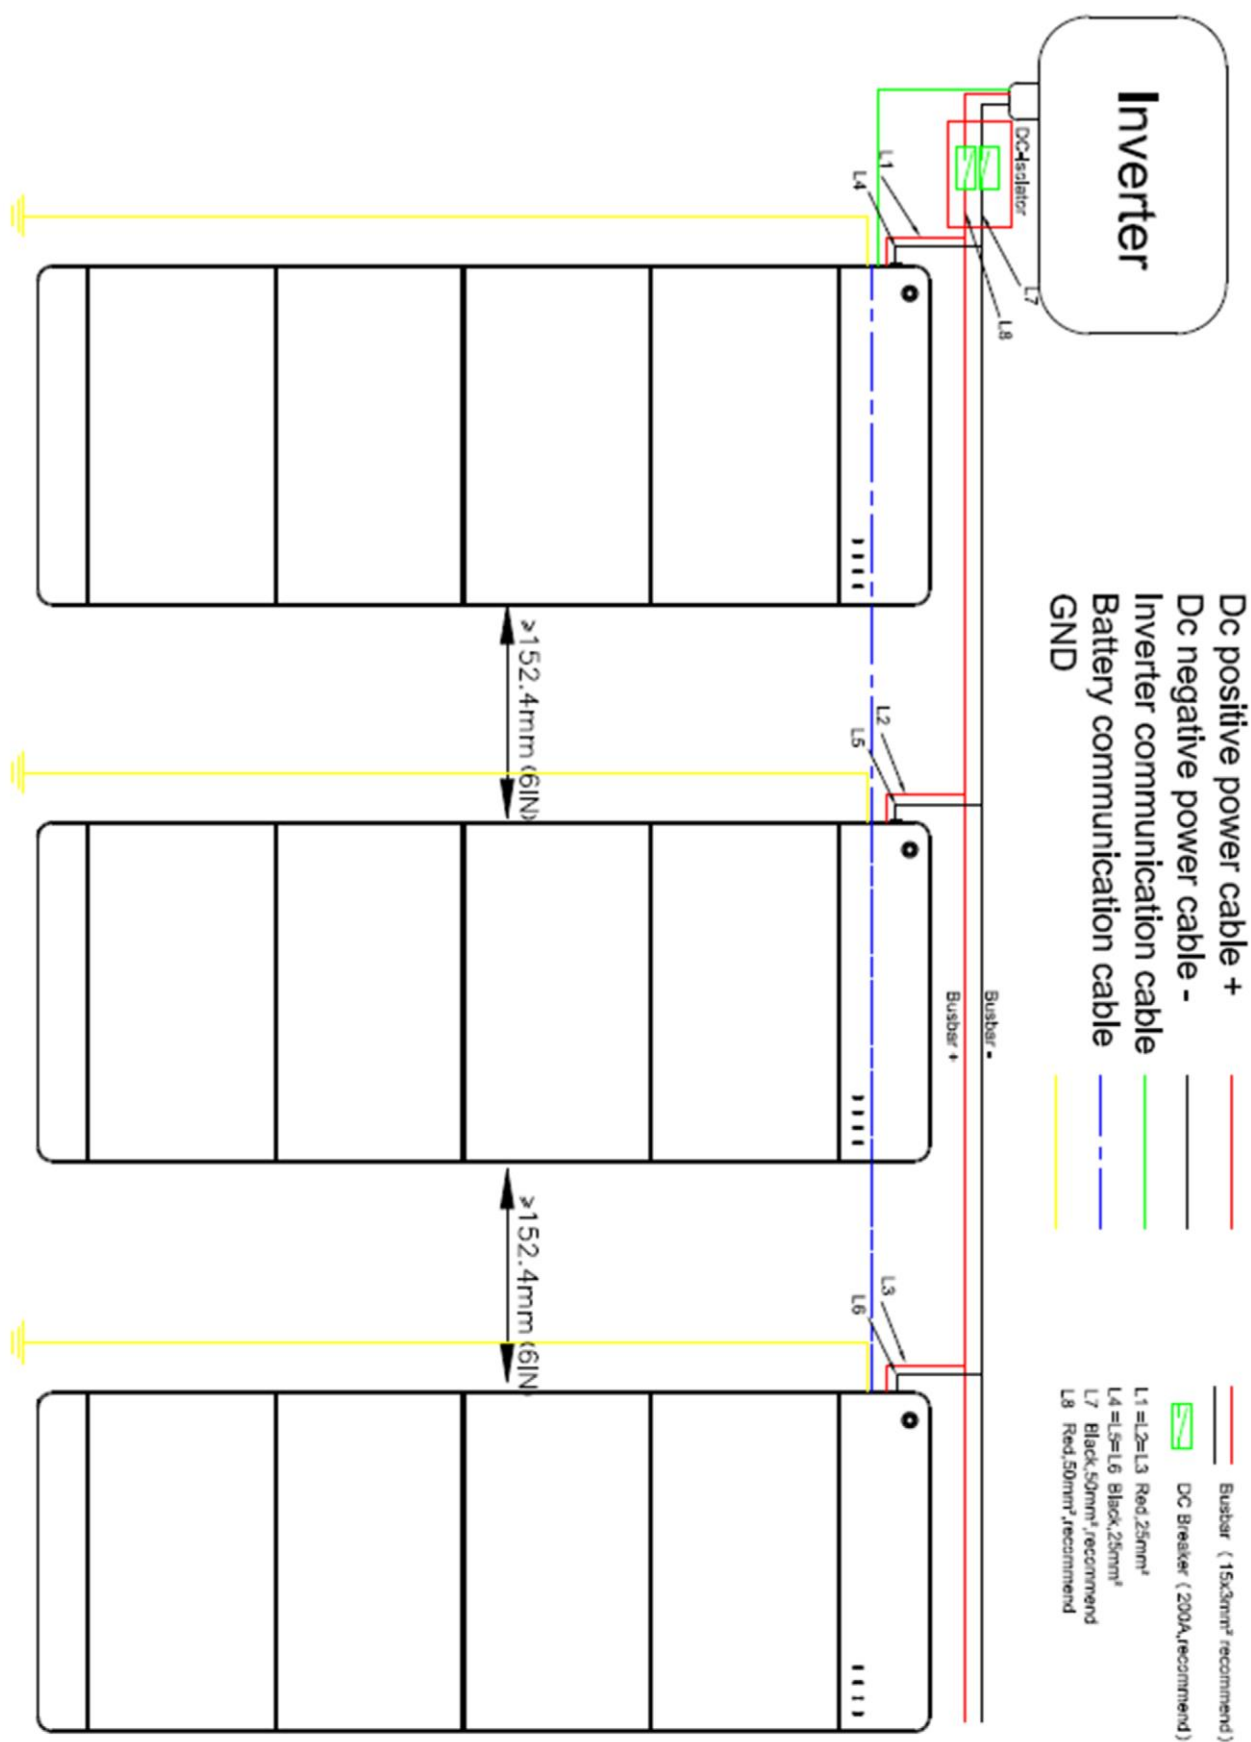 Inverter
DC-Isolator
L1
L4
L7
L8
Dc positive power cable +
Dc negative power cable -
Inverter communication cable
Battery communication cable
GND
Busbar ( 15x3mm² recommend )
DC Breaker ( 200A,recommend )
L1 =L2=L3 Red,25mm²
L4 =L5=L6 Black,25mm²
L7 Black,50mm²,recommend
L8 Red,50mm²,recommend
L2
L5
Busbar -
Busbar +
L3
L6
≥152.4mm (6IN)
≥152.4mm (6IN)